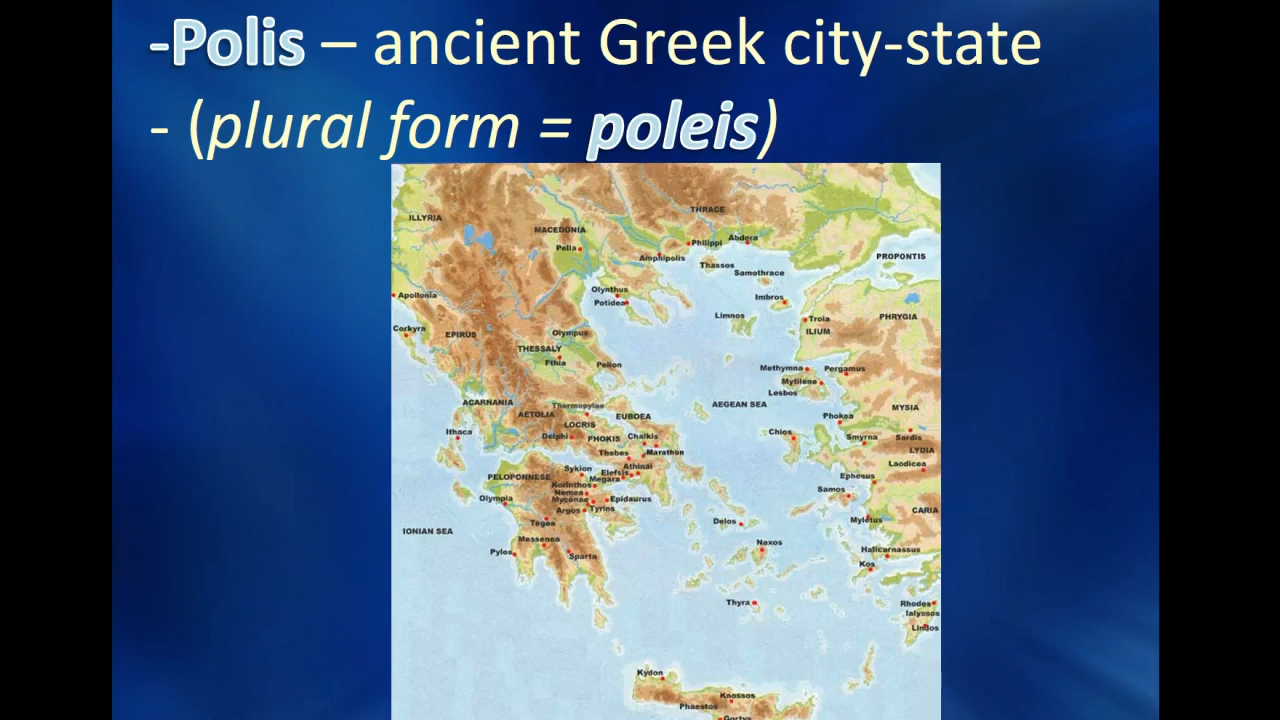 -Polis – ancient Greek city-state
- (plural form = poleis)
THRACE
ILLYRIA
MACEDONIA
Abdera
Philippi
Pella
PROPONTIS
Amphipolis
Thassos
Samothrace
Olynthus
Apollonia
Imbros
Potidea
Limnos
Troia
PHRYGIA
Corkyra
EPIRUS
Olympus
ILIUM
THESSALY
Fthia
Pelion
Methymna
Pergamus
Mytilene
Lesbos
ACARNANIA
Thermopylae
AEGEAN SEA
MYSIA
AETOLIA
EUBOEA
Phokea
LOCRIS
Ithaca
Delphi
PHOKIS
Chalkis
Chios
Smyrna
Sardis
Thebes
Marathon
LYDIA
Sykion
Athinai
Laodicea
PELOPONNESE
Elefsis
Megara
Ephosus
Korinthos
Nemea
Samos
Olympia
Mycenae
Epidaurus
Argos
Tyrins
CARIA
Tegea
Delos
Myletus
IONIAN SEA
Messenea
Naxos
Pylos
Sparta
Halicarnassus
Kos
Thyra
Rhodes
Ialyssos
Lindos
Kydon
Knossos
Phaestos
Gortys